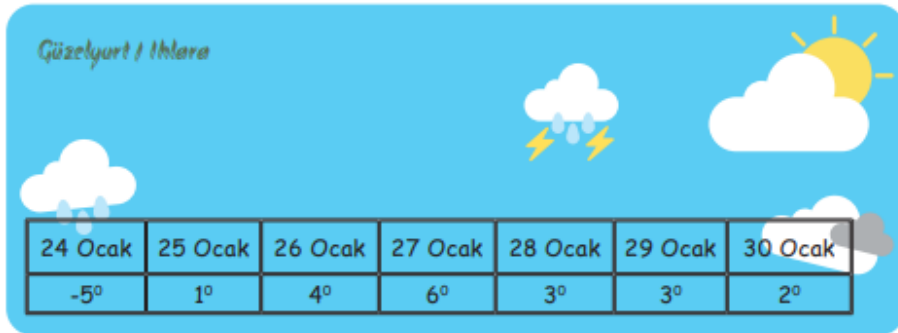 Güzelyurt / Ihlara
24 Ocak 25 Ocak 26 Ocak 27 Ocak 28 Ocak 29 Ocak 30 Ocak
-5⁰ 1⁰ 4⁰ 6⁰ 3⁰ 3⁰ 2⁰